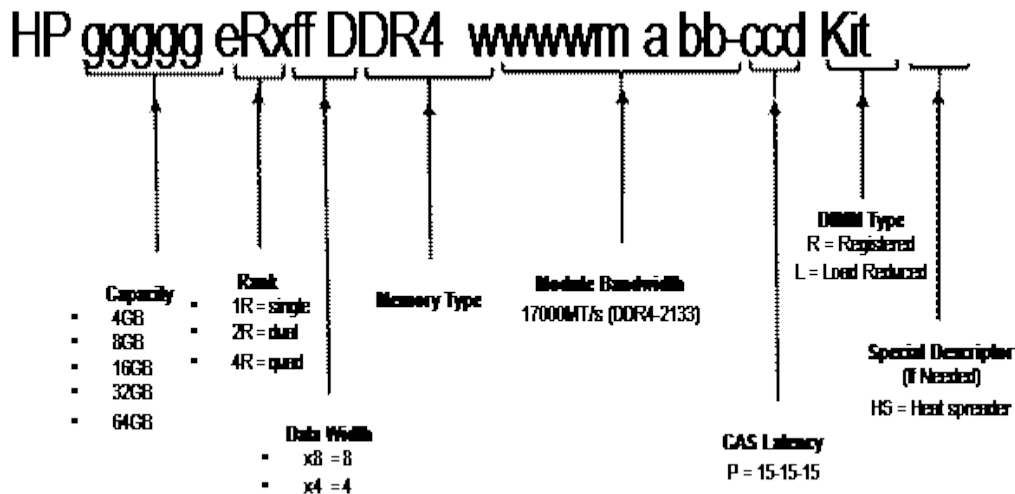 HP ggggg eRxff DDR4 wwwwm a bb-ccd Kit
Capacity
▪ 4GB
▪ 8GB
▪ 16GB
▪ 32GB
▪ 64GB
Rank
▪ 1R = single
▪ 2R = dual
▪ 4R = quad
Data Width
▪ x8 = 8
▪ x4 = 4
Memory Type
Module Bandwidth
17000MT/s (DDR4-2133)
CAS Latency
P = 15-15-15
DIMM Type
R = Registered
L = Load Reduced
Special Descriptor
(If Needed)
HS = Heat spreader